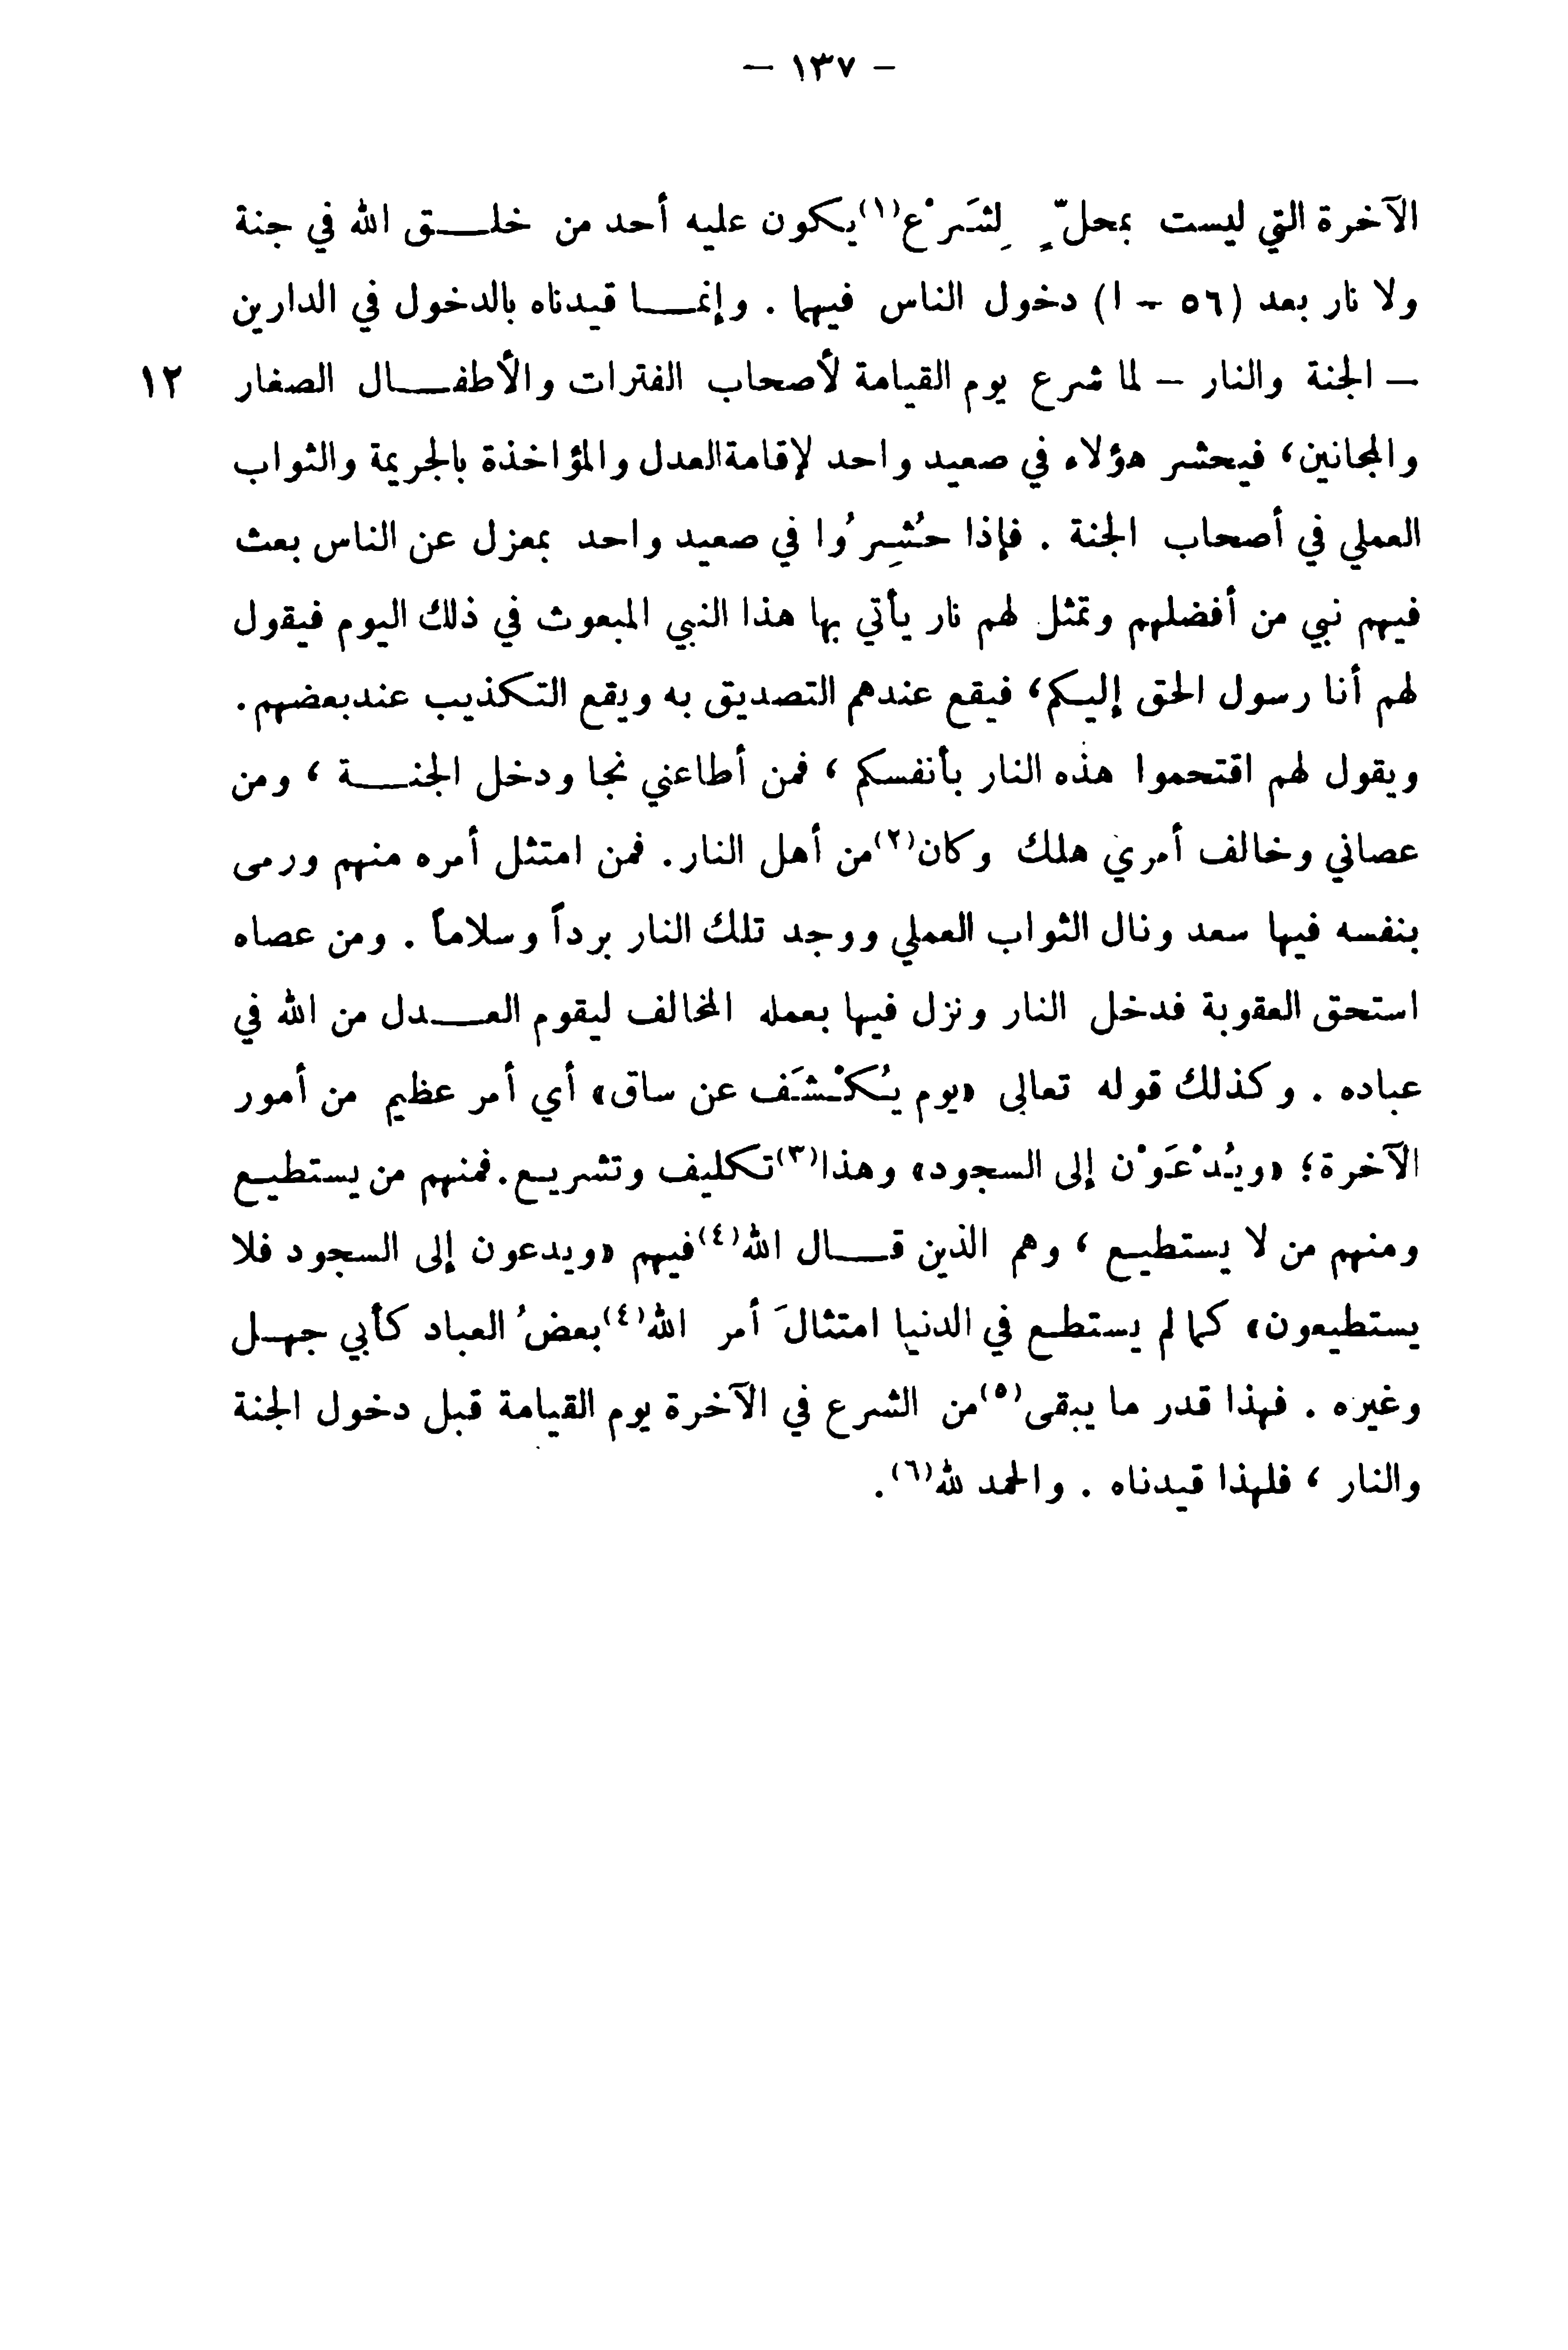 – ١٣٧ –
الآخرة التي ليست بمحلٍّ لِشَرْع(١) يكون عليه أحد من خلق الله في جنة
ولا نار بعد (٥٦ – ا) دخول الناس فيهما . وإنما قيدناه بالدخول في الدارين
– الجنة والنار – لما شرع يوم القيامة لأصحاب الفترات والأطفال الصغار ١٢
والمجانين، فيحشر هؤلاء في صعيد واحد لإقامة العدل والمؤاخذة بالجريمة والثواب
العملي في أصحاب الجنة . فإذا حُشِرُوا في صعيد واحد بمعزل عن الناس بعث
فيهم نبي من أفضلهم وتمثل لهم نار يأتي بها هذا النبي المبعوث في ذلك اليوم فيقول
لهم أنا رسول الحق إليكم، فيقع عندهم التصديق به ويقع التكذيب عند بعضهم.
ويقول لهم اقتحموا هذه النار بأنفسكم ، فمن أطاعني نجا ودخل الجنة ، ومن
عصاني وخالف أمري هلك وكان(٢) من أهل النار. فمن امتثل أمره منهم ورمى
بنفسه فيها سعد ونال الثواب العملي ووجد تلك النار برداً وسلاماً . ومن عصاه
استحق العقوبة فدخل النار ونزل فيها بعمله المخالف ليقوم العدل من الله في
عباده . وكذلك قوله تعالى «يوم يُكْشَف عن ساق» أي أمر عظيم من أمور
الآخرة؛ «ويُدْعَوْن إلى السجود» وهذا(٣) تكليف وتشريع. فمنهم من يستطيع
ومنهم من لا يستطيع ، وهم الذين قال الله(٤) فيهم «ويدعون إلى السجود فلا
يستطيعون» كما لم يستطع في الدنيا امتثالَ أمر الله(٤) بعضُ العباد كأبي جهل
وغيره . فهذا قدر ما يبقى(٥) من الشرع في الآخرة يوم القيامة قبل دخول الجنة
والنار ، فلهذا قيدناه . والحمد لله(٦).